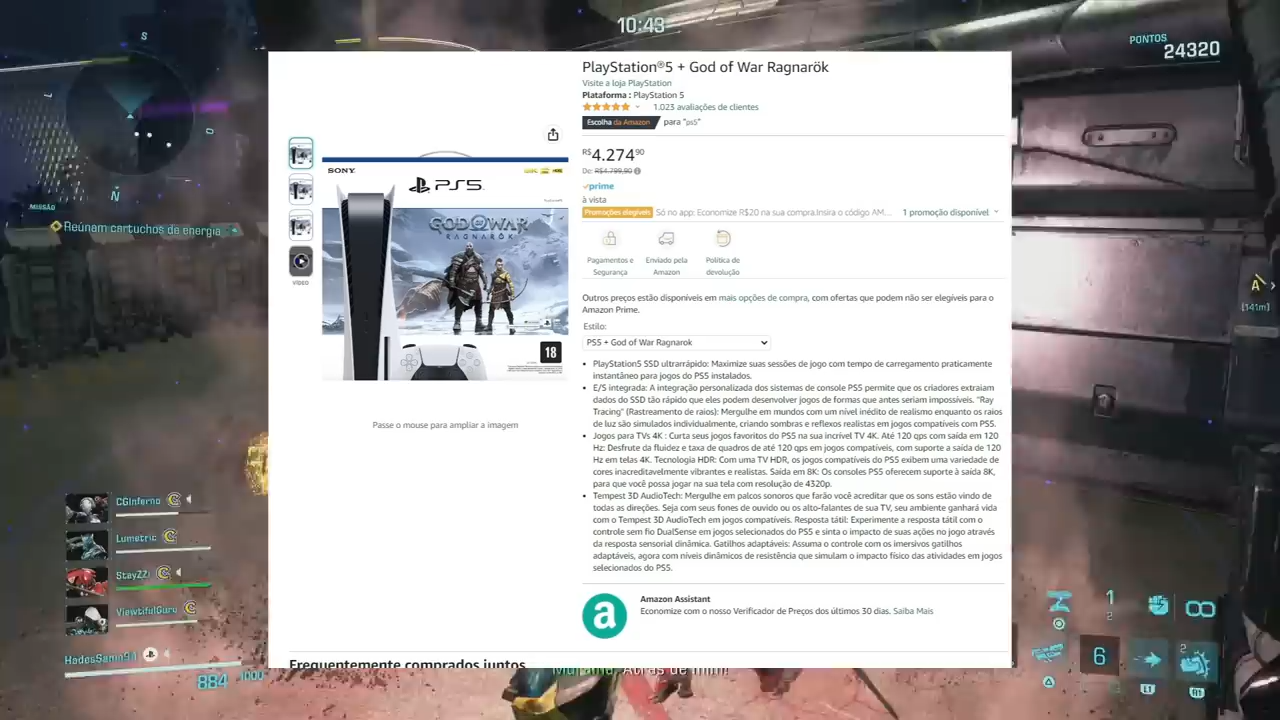 10:43
PONTOS
24320
S
N
MISSÃO
Reúnam cartuchos de energia
A
[141m]
CGInferno
Lumetric
StayZZi
ViewtifulGuru
HadesSama94
884
1000
PlayStation®5 + God of War Ragnarök
Visite a loja PlayStation
Plataforma : PlayStation 5
1.023 avaliações de clientes
Escolha da Amazon para "ps5"
R$4.27490
De: R$4.799,90
prime
à vista
Promoções elegíveis Só no app: Economize R$20 na sua compra.Insira o código AM... 1 promoção disponível
Pagamentos e Segurança
Enviado pela Amazon
Política de devolução
Outros preços estão disponíveis em mais opções de compra, com ofertas que podem não ser elegíveis para o
Amazon Prime.
Estilo:
PS5 + God of War Ragnarok
PlayStation5 SSD ultrarrápido: Maximize suas sessões de jogo com tempo de carregamento praticamente
instantâneo para jogos do PS5 instalados.
E/S integrada: A integração personalizada dos sistemas de console PS5 permite que os criadores extraiam
dados do SSD tão rápido que eles podem desenvolver jogos de formas que antes seriam impossíveis. "Ray
Tracing" (Rastreamento de raios): Mergulhe em mundos com um nível inédito de realismo enquanto os raios
de luz são simulados individualmente, criando sombras e reflexos realistas em jogos compatíveis com PS5.
Jogos para TVs 4K : Curta seus jogos favoritos do PS5 na sua incrível TV 4K. Até 120 qps com saída em 120
Hz: Desfrute da fluidez e taxa de quadros de até 120 qps em jogos compatíveis, com suporte a saída de 120
Hz em telas 4K. Tecnologia HDR: Com uma TV HDR, os jogos compatíveis do PS5 exibem uma variedade de
cores inacreditavelmente vibrantes e realistas. Saída em 8K: Os consoles PS5 oferecem suporte à saída 8K,
para que você possa jogar na sua tela com resolução de 4320p.
Tempest 3D AudioTech: Mergulhe em palcos sonoros que farão você acreditar que os sons estão vindo de
todas as direções. Seja com seus fones de ouvido ou os alto-falantes de sua TV, seu ambiente ganhará vida
com o Tempest 3D AudioTech em jogos compatíveis. Resposta tátil: Experimente a resposta tátil com o
controle sem fio DualSense em jogos selecionados do PS5 e sinta o impacto de suas ações no jogo através
da resposta sensorial dinâmica. Gatilhos adaptáveis: Assuma o controle com os imersivos gatilhos
adaptáveis, agora com níveis dinâmicos de resistência que simulam o impacto físico das atividades em jogos
selecionados do PS5.
a
Amazon Assistant
Economize com o nosso Verificador de Preços dos últimos 30 dias. Saiba Mais
SONY
PS5
GOD OF WAR
RAGNARÖK
18
VÍDEO
Passe o mouse para ampliar a imagem
Frequentemente comprados juntos
Atrás de mim!
1
2
6
L1
2
R1